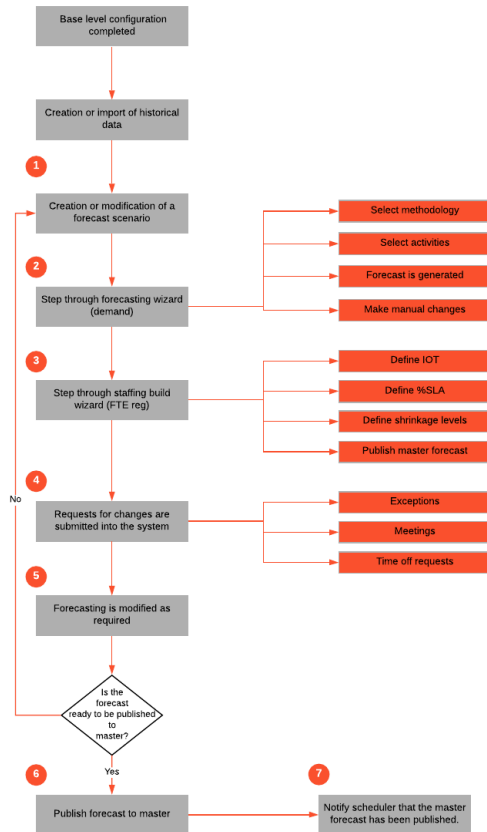 Base level configuration
completed
Creation or import of historical
data
1
Creation or modification of a
forecast scenario
Select methodology
Select activities
2
Forecast is generated
Step through forecasting wizard
(demand)
Make manual changes
3
Define IOT
Step through staffing build
wizard (FTE reg)
Define %SLA
Define shrinkage levels
Publish master forecast
4
No
Requests for changes are
submitted into the system
Exceptions
Meetings
Time off requests
5
Forecasting is modified as
required
Is the
forecast
ready to be published
to
master?
Yes
6
7
Publish forecast to master
Notify scheduler that the master
forecast has been published.